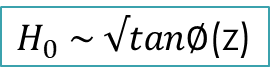 H₀ ~ √tanØ(z)